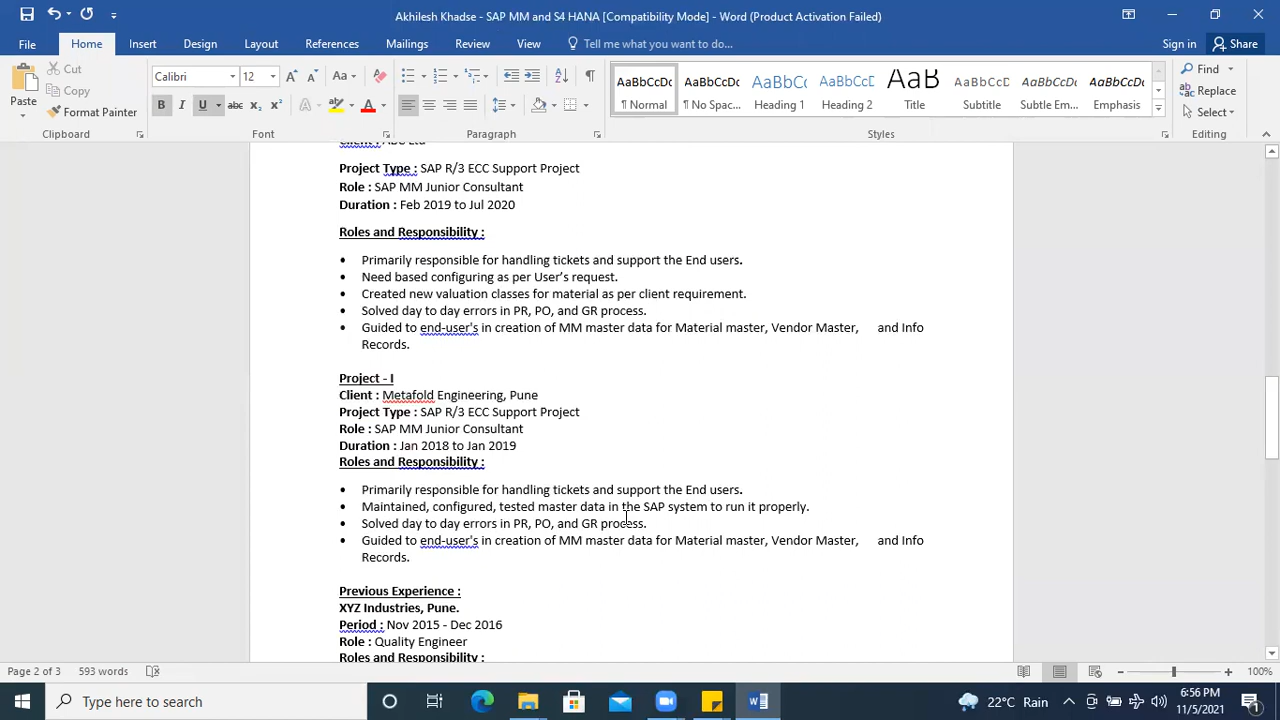 Akhilesh Khadse - SAP MM and S4 HANA [Compatibility Mode] - Word (Product Activation Failed)
File Home Insert Design Layout References Mailings Review View Tell me what you want to do... Sign in Share
Paste
Cut
Copy
Format Painter
Clipboard
Calibri 12
Font
Paragraph
AaBbCcDc AaBbCcDc AaBbCc AaBbCcC AaB AaBbCcD AaBbCcDc AaBbCcDc
¶ Normal ¶ No Spac... Heading 1 Heading 2 Title Subtitle Subtle Em... Emphasis
Styles
Find
Replace
Select
Editing
Client : ABC Ltd
Project Type : SAP R/3 ECC Support Project
Role : SAP MM Junior Consultant
Duration : Feb 2019 to Jul 2020
Roles and Responsibility :
• Primarily responsible for handling tickets and support the End users.
• Need based configuring as per User's request.
• Created new valuation classes for material as per client requirement.
• Solved day to day errors in PR, PO, and GR process.
• Guided to end-user's in creation of MM master data for Material master, Vendor Master, and Info
Records.
Project - I
Client : Metafold Engineering, Pune
Project Type : SAP R/3 ECC Support Project
Role : SAP MM Junior Consultant
Duration : Jan 2018 to Jan 2019
Roles and Responsibility :
• Primarily responsible for handling tickets and support the End users.
• Maintained, configured, tested master data in the SAP system to run it properly.
• Solved day to day errors in PR, PO, and GR process.
• Guided to end-user's in creation of MM master data for Material master, Vendor Master, and Info
Records.
Previous Experience :
XYZ Industries, Pune.
Period : Nov 2015 - Dec 2016
Role : Quality Engineer
Roles and Responsibility :
Page 2 of 3 593 words 100%
Type here to search
22°C Rain
6:56 PM
11/5/2021
1